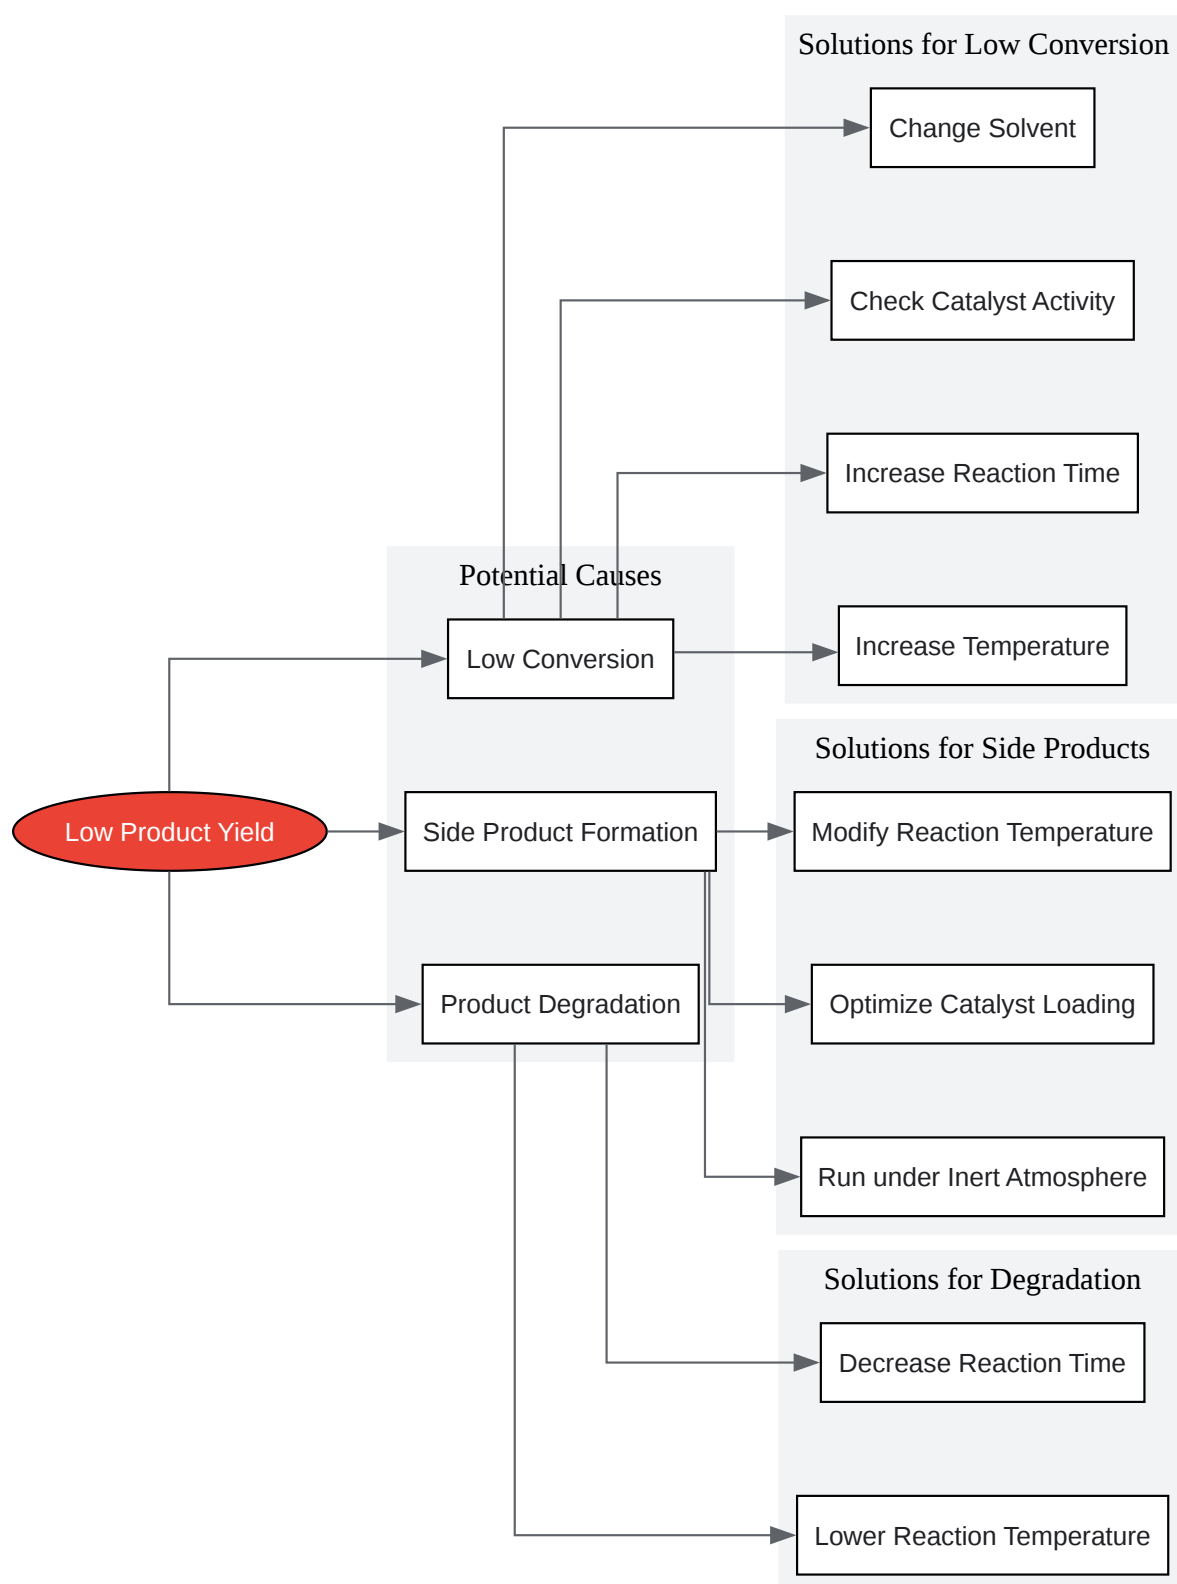 Solutions for Low Conversion
Change Solvent
Check Catalyst Activity
Increase Reaction Time
Potential Causes
Low Conversion
Increase Temperature
Solutions for Side Products
Low Product Yield
Side Product Formation
Modify Reaction Temperature
Product Degradation
Optimize Catalyst Loading
Run under Inert Atmosphere
Solutions for Degradation
Decrease Reaction Time
Lower Reaction Temperature